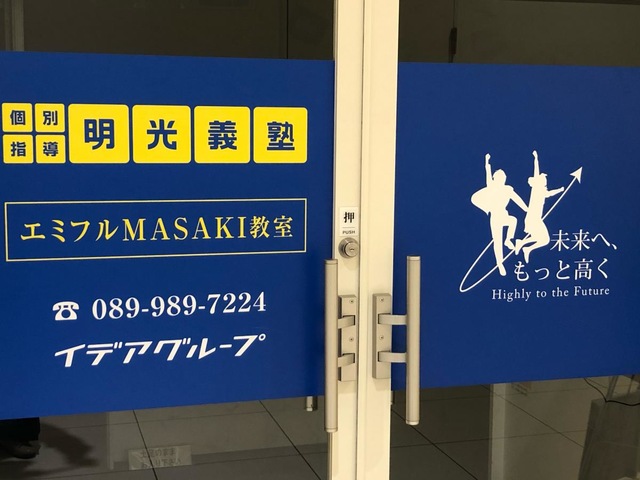 個別
指導
明光義塾
エミフルMASAKI教室
☎ 089-989-7224
イデアグループ
押
PUSH
未来へ、
もっと高く
Highly to the Future